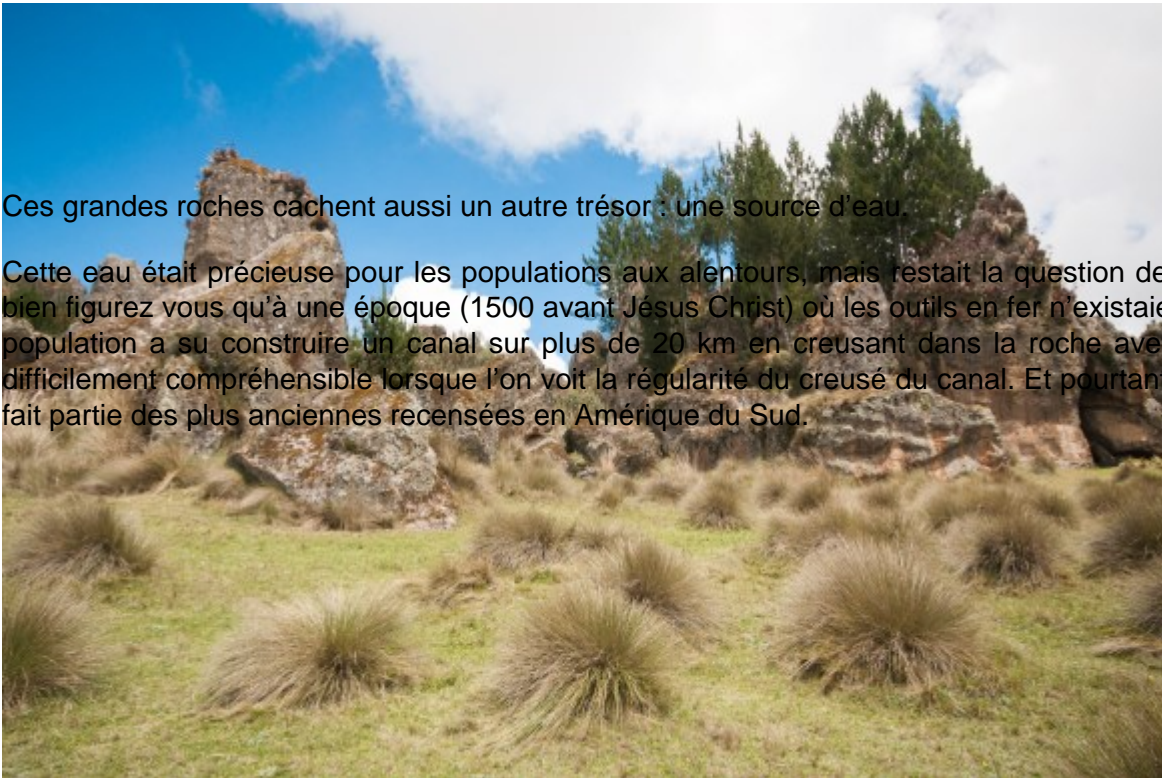 Ces grandes roches cachent aussi un autre trésor : une source d'eau.
Cette eau était précieuse pour les populations aux alentours, mais restait la question de
bien figurez vous qu'à une époque (1500 avant Jésus Christ) où les outils en fer n'existaie
population a su construire un canal sur plus de 20 km en creusant dans la roche ave
difficilement compréhensible lorsque l'on voit la régularité du creusé du canal. Et pourtant
fait partie des plus anciennes recensées en Amérique du Sud.